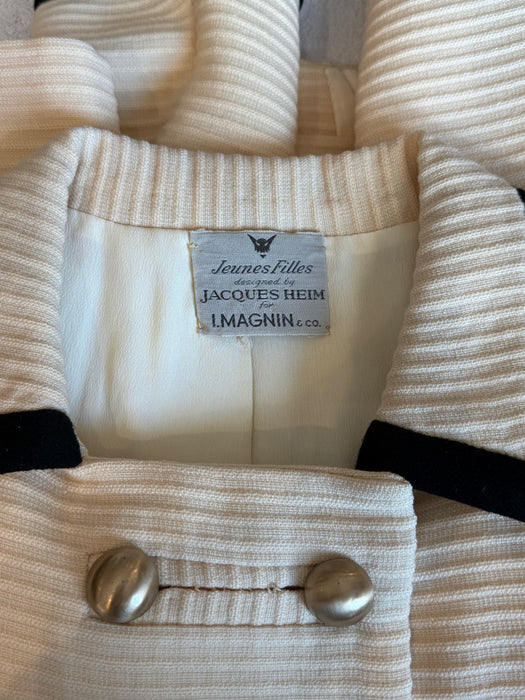 Jeunes Filles
designed by
JACQUES HEIM
for
I. MAGNIN & CO.